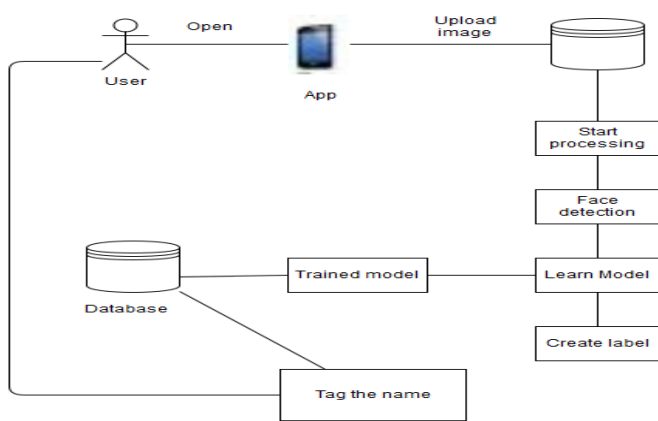 Open
Upload
image
User
App
Start
processing
Face
detection
Trained model
Learn Model
Database
Create label
Tag the name